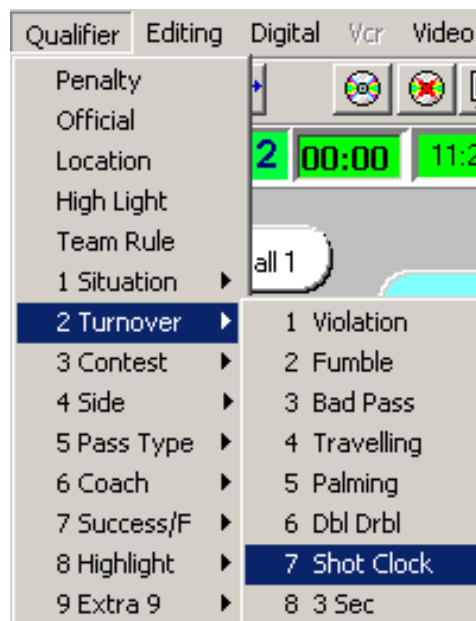 Qualifier Editing Digital Vcr Video
Penalty
Official
Location
2 00:00 11:2
High Light
Team Rule
all 1
1 Situation
2 Turnover
1 Violation
3 Contest
2 Fumble
4 Side
3 Bad Pass
5 Pass Type
4 Travelling
6 Coach
5 Palming
7 Success/F
6 Dbl Drbl
8 Highlight
7 Shot Clock
9 Extra 9
8 3 Sec